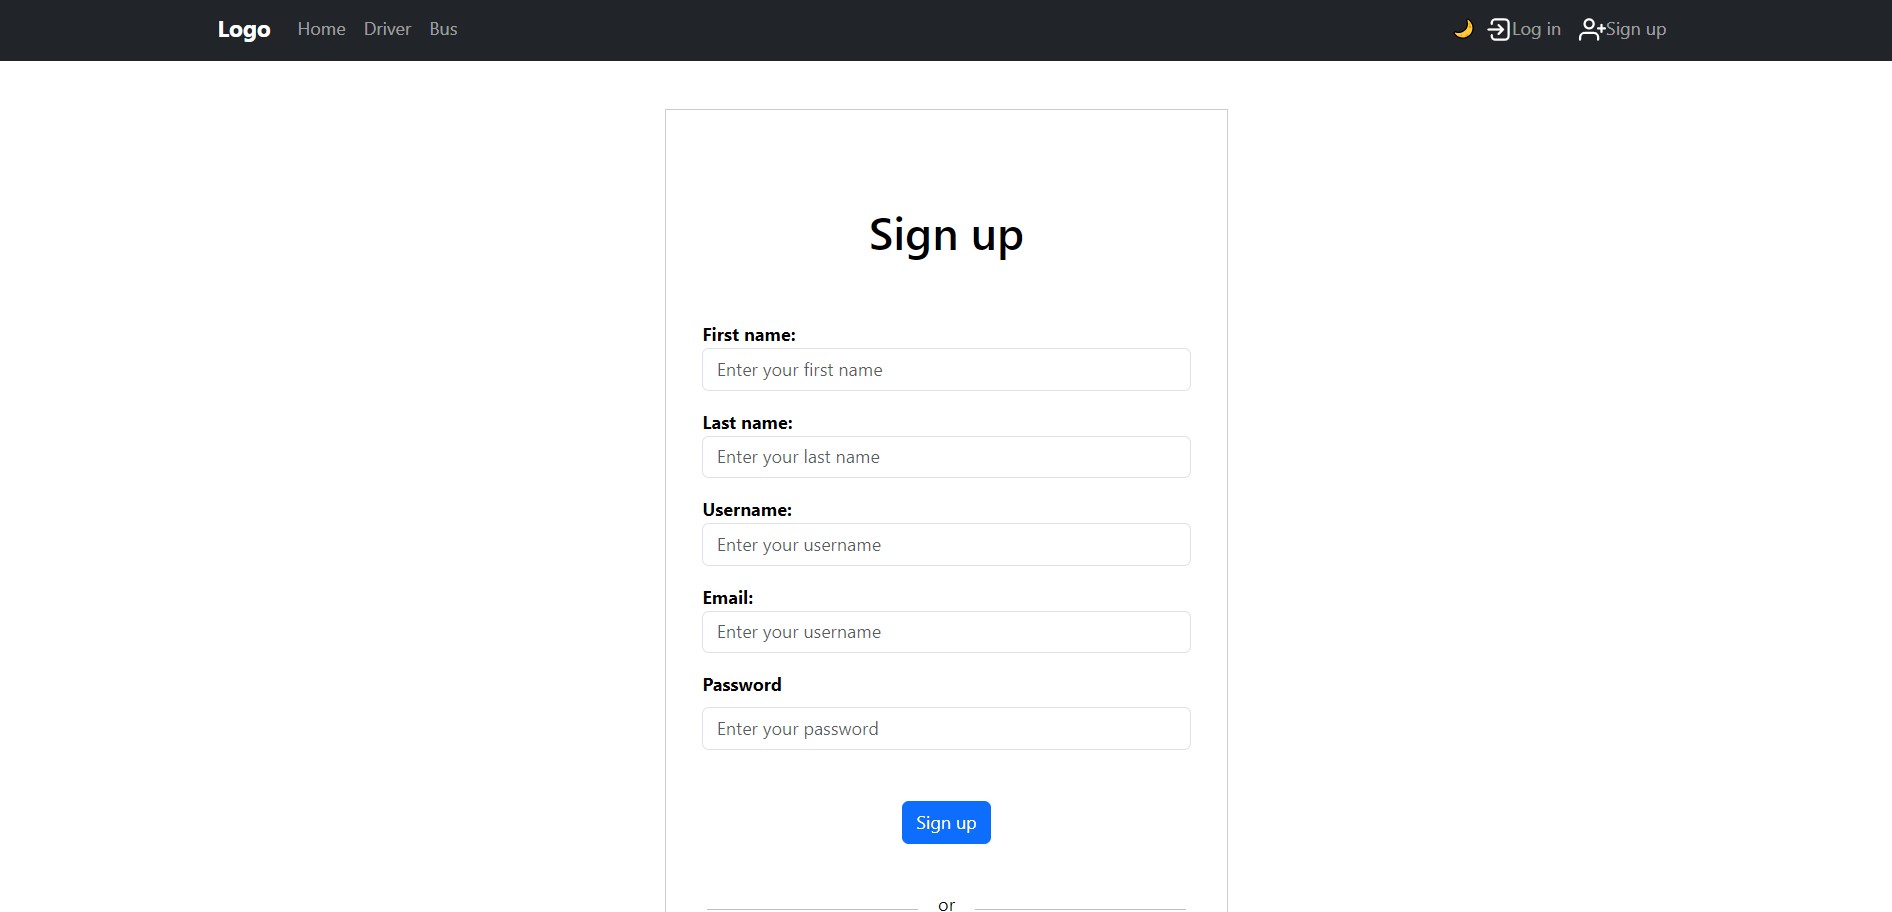 Logo Home Driver Bus Log in Sign up
Sign up
First name:
Enter your first name
Last name:
Enter your last name
Username:
Enter your username
Email:
Enter your username
Password
Enter your password
Sign up
or